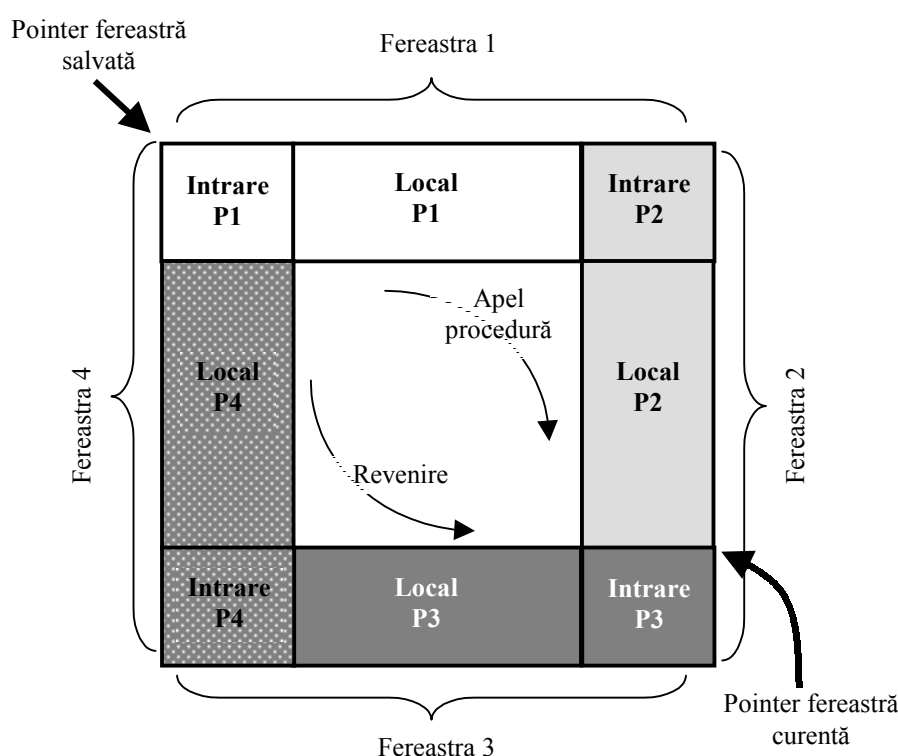 Pointer fereastră
salvată
Fereastra 1
Intrare
P1
Local
P1
Intrare
P2
Apel
procedură
Local
P4
Local
P2
Fereastra 4
Fereastra 2
Revenire
Intrare
P4
Local
P3
Intrare
P3
Pointer fereastră
curentă
Fereastra 3